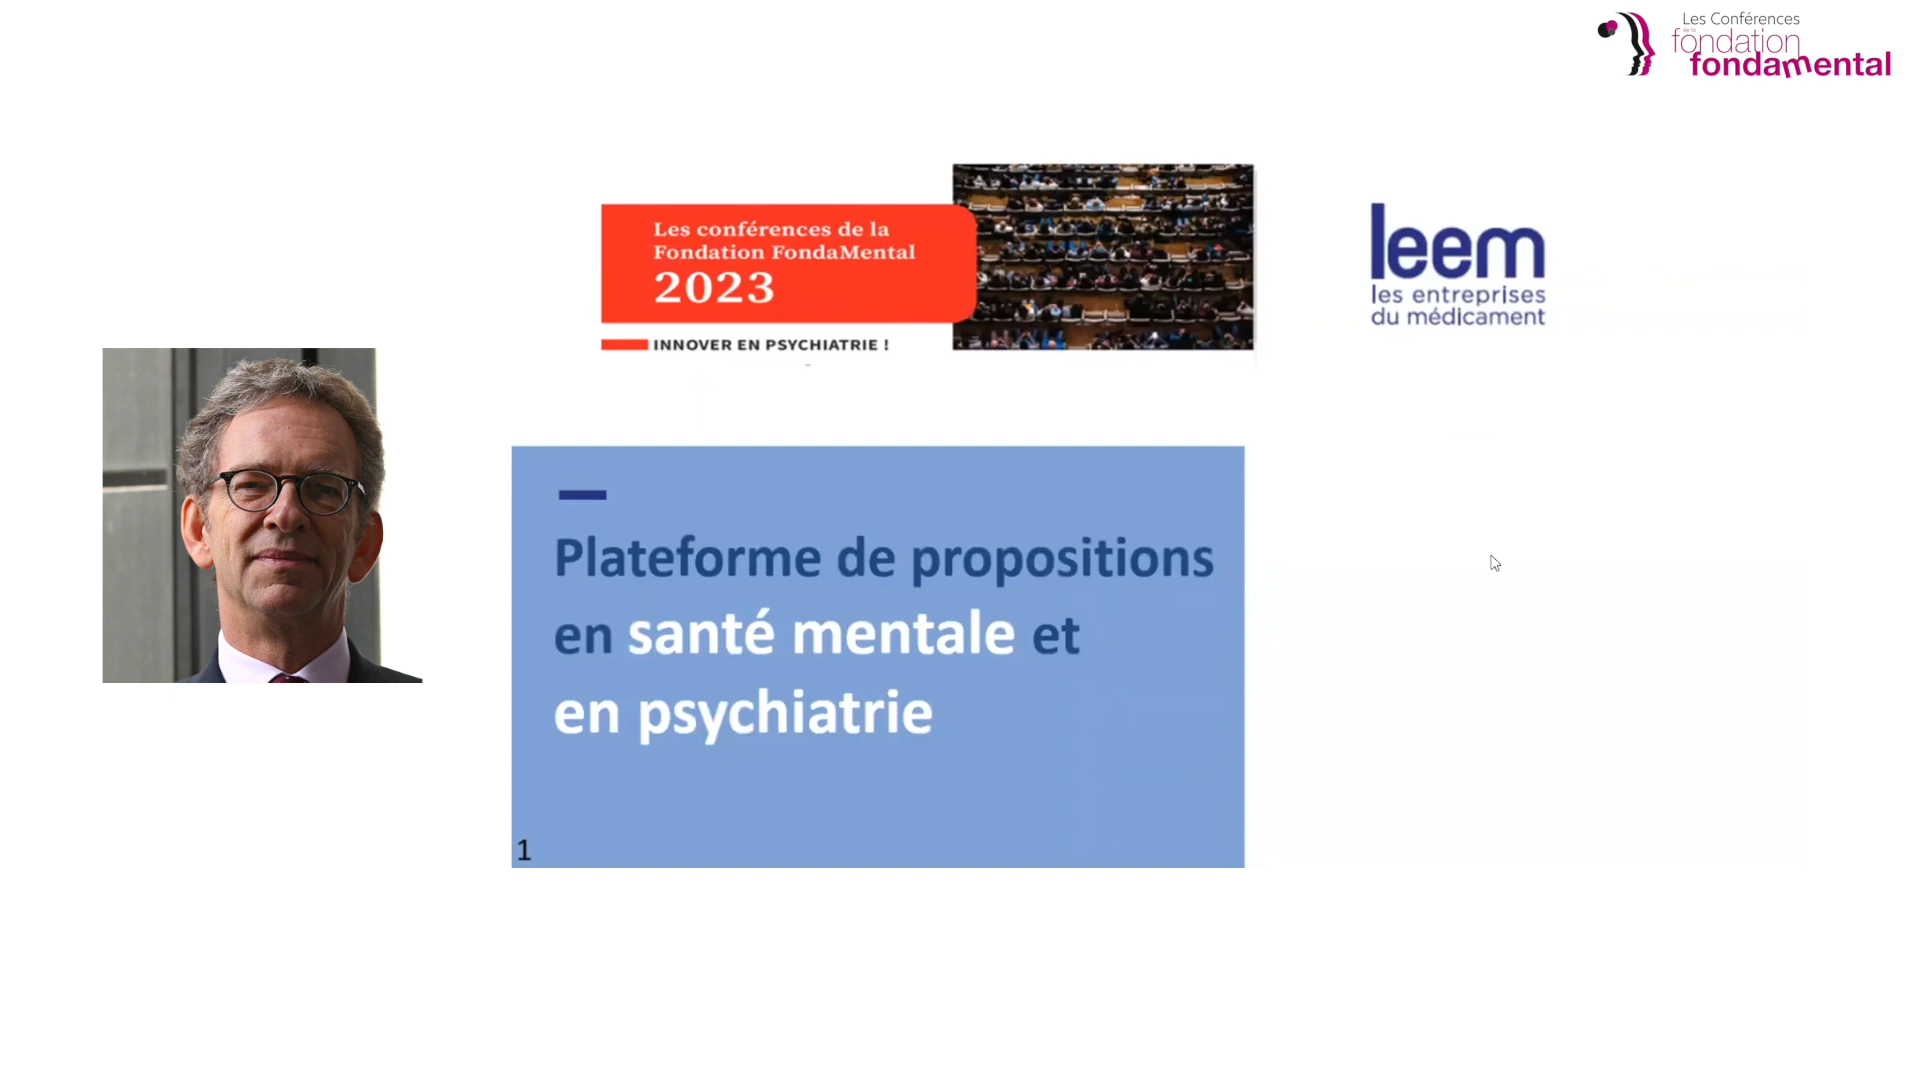 Les Conférences
de la
fondation
fondamental
Les conférences de la
Fondation FondaMental
2023
INNOVER EN PSYCHIATRIE !
leem
les entreprises
du médicament
Plateforme de propositions
en santé mentale et
en psychiatrie
1